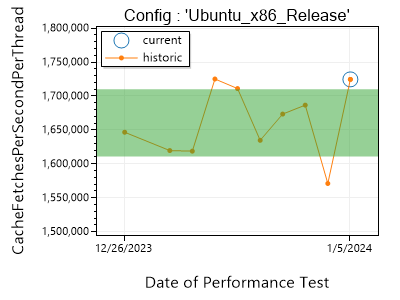 Config : 'Ubuntu_x86_Release'
current
historic
CacheFetchesPerSecondPerThread
1,800,000
1,750,000
1,700,000
1,650,000
1,600,000
1,550,000
1,500,000
12/26/2023
1/5/2024
Date of Performance Test